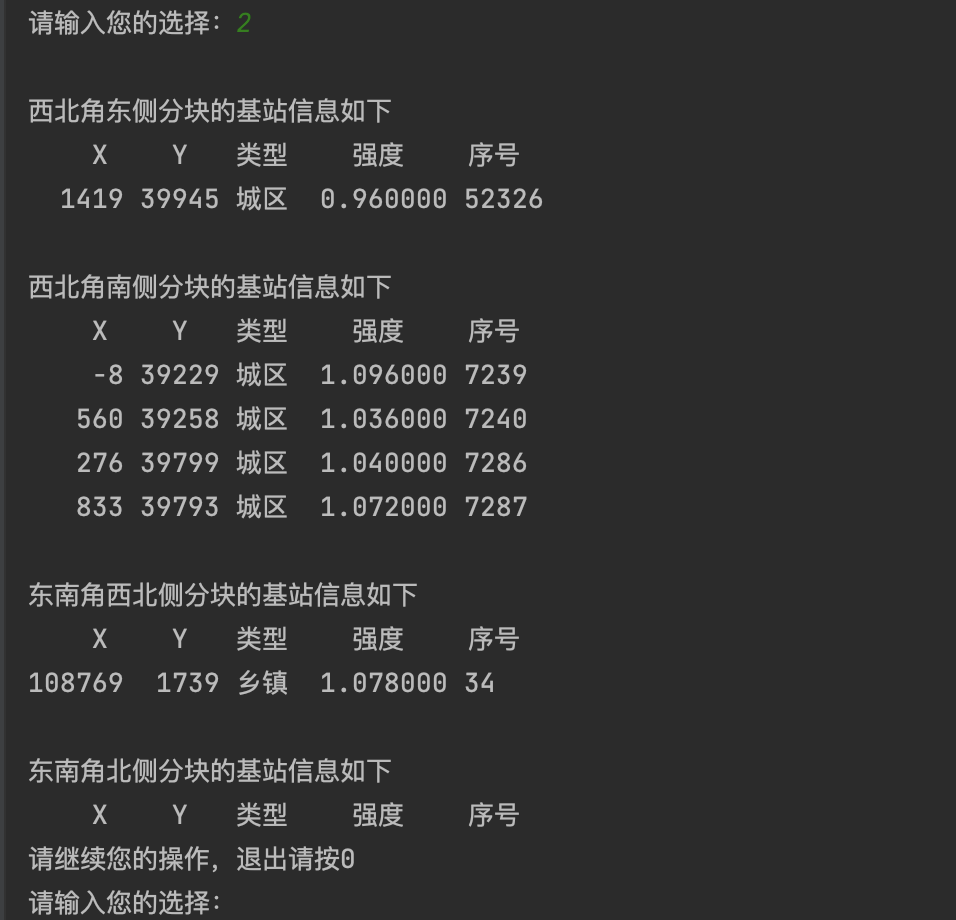 请输入您的选择：2
西北角东侧分块的基站信息如下
X Y 类型 强度 序号
1419 39945 城区 0.960000 52326
西北角南侧分块的基站信息如下
X Y 类型 强度 序号
-8 39229 城区 1.096000 7239
560 39258 城区 1.036000 7240
276 39799 城区 1.040000 7286
833 39793 城区 1.072000 7287
东南角西北侧分块的基站信息如下
X Y 类型 强度 序号
108769 1739 乡镇 1.078000 34
东南角北侧分块的基站信息如下
X Y 类型 强度 序号
请继续您的操作，退出请按0
请输入您的选择：